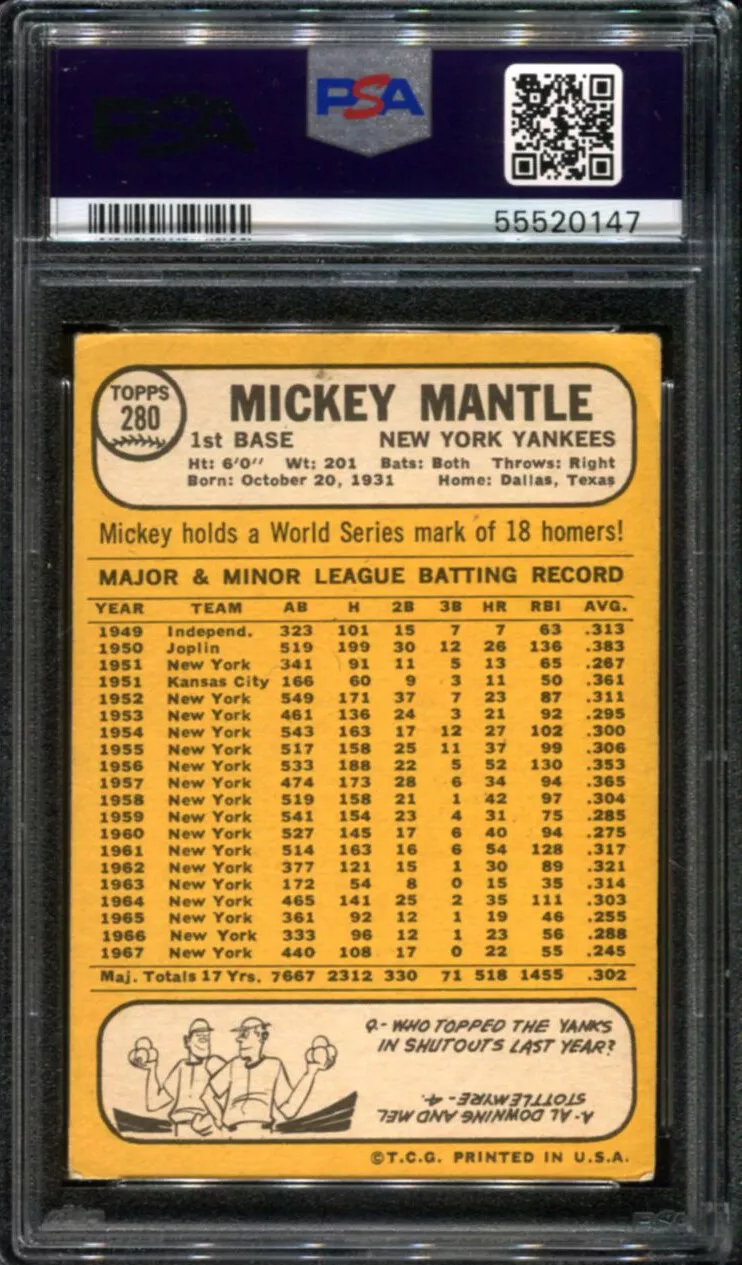 PSA
PSA
55520147
TOPPS
280
MICKEY MANTLE
1st BASE NEW YORK YANKEES
Ht: 6'0" Wt: 201 Bats: Both Throws: Right
Born: October 20, 1931 Home: Dallas, Texas
Mickey holds a World Series mark of 18 homers!
MAJOR & MINOR LEAGUE BATTING RECORD
YEAR TEAM AB H 2B 3B HR RBI AVG.
1949 Independ. 323 101 15 7 7 63 .313
1950 Joplin 519 199 30 12 26 136 .383
1951 New York 341 91 11 5 13 65 .267
1951 Kansas City 166 60 9 3 11 50 .361
1952 New York 549 171 37 7 23 87 .311
1953 New York 461 136 24 3 21 92 .295
1954 New York 543 163 17 12 27 102 .300
1955 New York 517 158 25 11 37 99 .306
1956 New York 533 188 22 5 52 130 .353
1957 New York 474 173 28 6 34 94 .365
1958 New York 519 158 21 1 42 97 .304
1959 New York 541 154 23 4 31 75 .285
1960 New York 527 145 17 6 40 94 .275
1961 New York 514 163 16 6 54 128 .317
1962 New York 377 121 15 1 30 89 .321
1963 New York 172 54 8 0 15 35 .314
1964 New York 465 141 25 2 35 111 .303
1965 New York 361 92 12 1 19 46 .255
1966 New York 333 96 12 1 23 56 .288
1967 New York 440 108 17 0 22 55 .245
Maj. Totals 17 Yrs. 7667 2312 330 71 518 1455 .302
Q.- WHO TOPPED THE YANKS
IN SHUTOUTS LAST YEAR?
A- AL DOWNING AND MEL
STOTTLEMYRE - 4.
©T.C.G. PRINTED IN U.S.A.
PSA